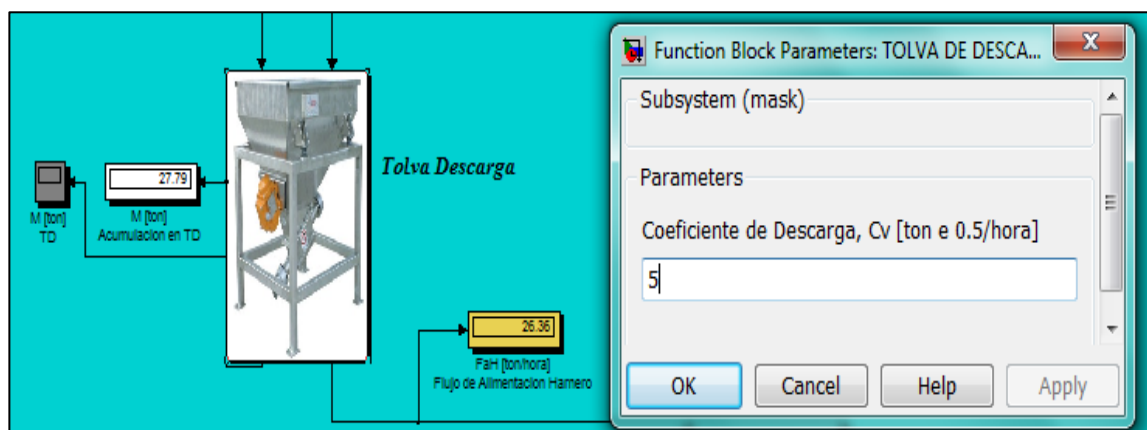 Tolva Descarga
27.79
M [ton]
TD
M [ton]
Acumulacion en TD
26.36
FaH [ton/hora]
Flujo de Alimentacion Harnero
Function Block Parameters: TOLVA DE DESCA...
Subsystem (mask)
Parameters
Coeficiente de Descarga, Cv [ton e 0.5/hora]
5
OK
Cancel
Help
Apply